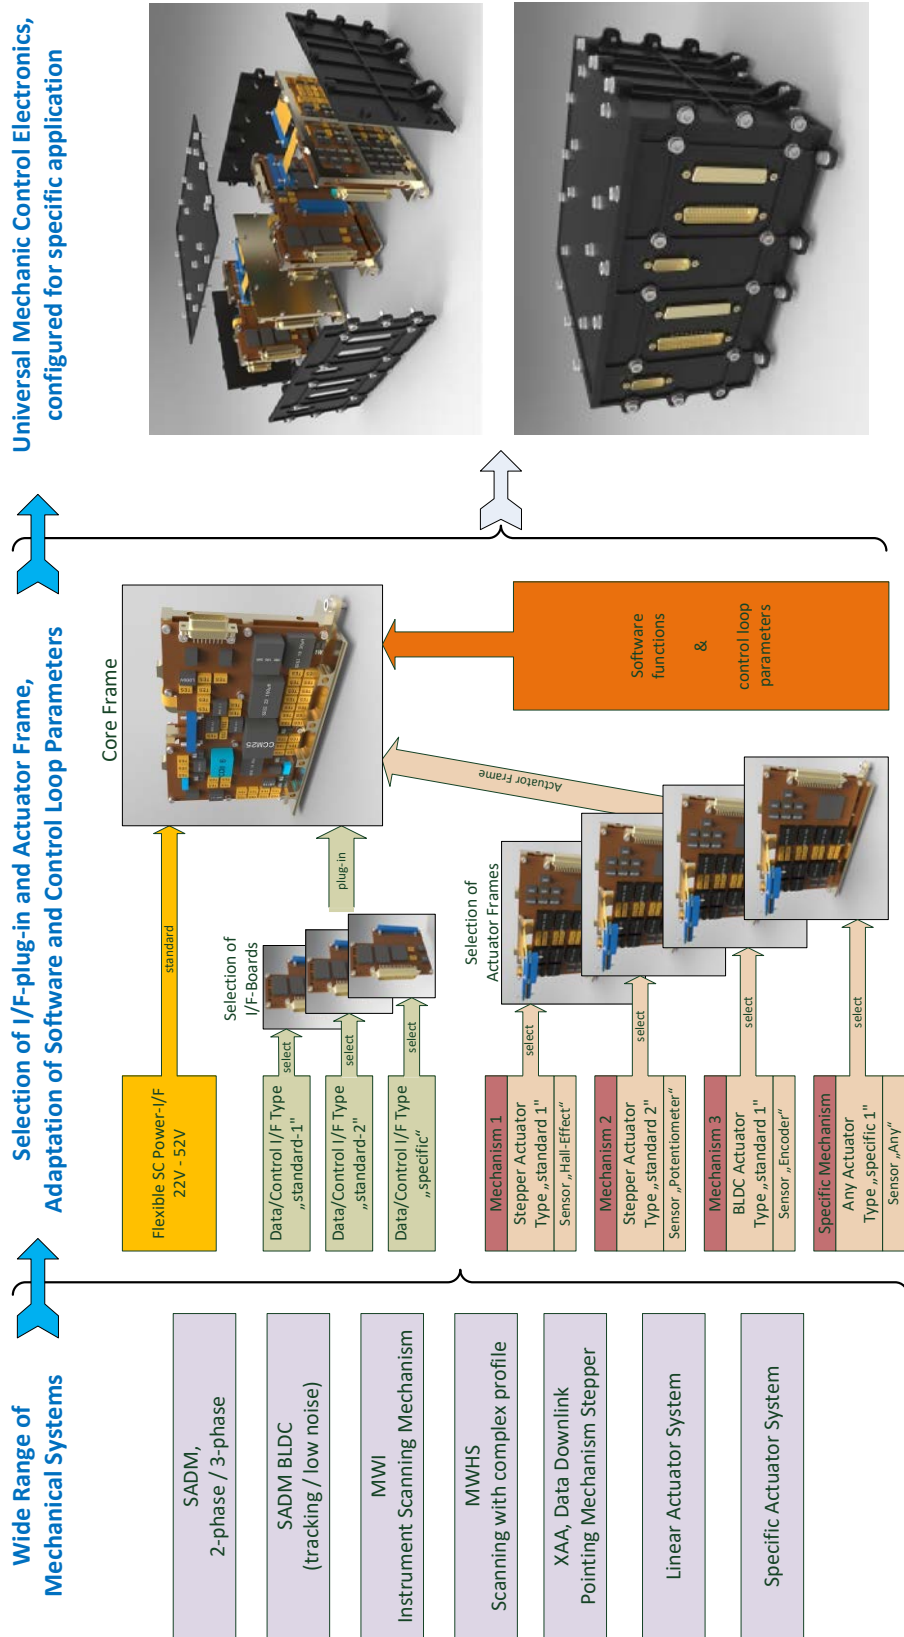 Wide Range of
Mechanical Systems
Selection of I/F-plug-in and Actuator Frame,
Adaptation of Software and Control Loop Parameters
Universal Mechanic Control Electronics,
configured for specific application
SADM,
2-phase / 3-phase
SADM BLDC
(tracking / low noise)
MWI
Instrument Scanning Mechanism
MWHS
Scanning with complex profile
XAA, Data Downlink
Pointing Mechanism Stepper
Linear Actuator System
Specific Actuator System
Flexible SC Power-I/F
22V - 52V
standard
Core Frame
CCM25
Data/Control I/F Type
„standard-1"
select
Data/Control I/F Type
„standard-2"
select
Data/Control I/F Type
„specific“
select
Selection of
I/F-Boards
plug-in
Mechanism 1
Stepper Actuator
Type „standard 1"
Sensor „Hall-Effect“
select
Mechanism 2
Stepper Actuator
Type „standard 2"
Sensor „Potentiometer“
select
Mechanism 3
BLDC Actuator
Type „standard 1"
Sensor „Encoder“
select
Specific Mechanism
Any Actuator
Type „specific 1"
Sensor „Any“
select
Selection of
Actuator Frames
Actuator Frame
Software
functions
&
control loop
parameters